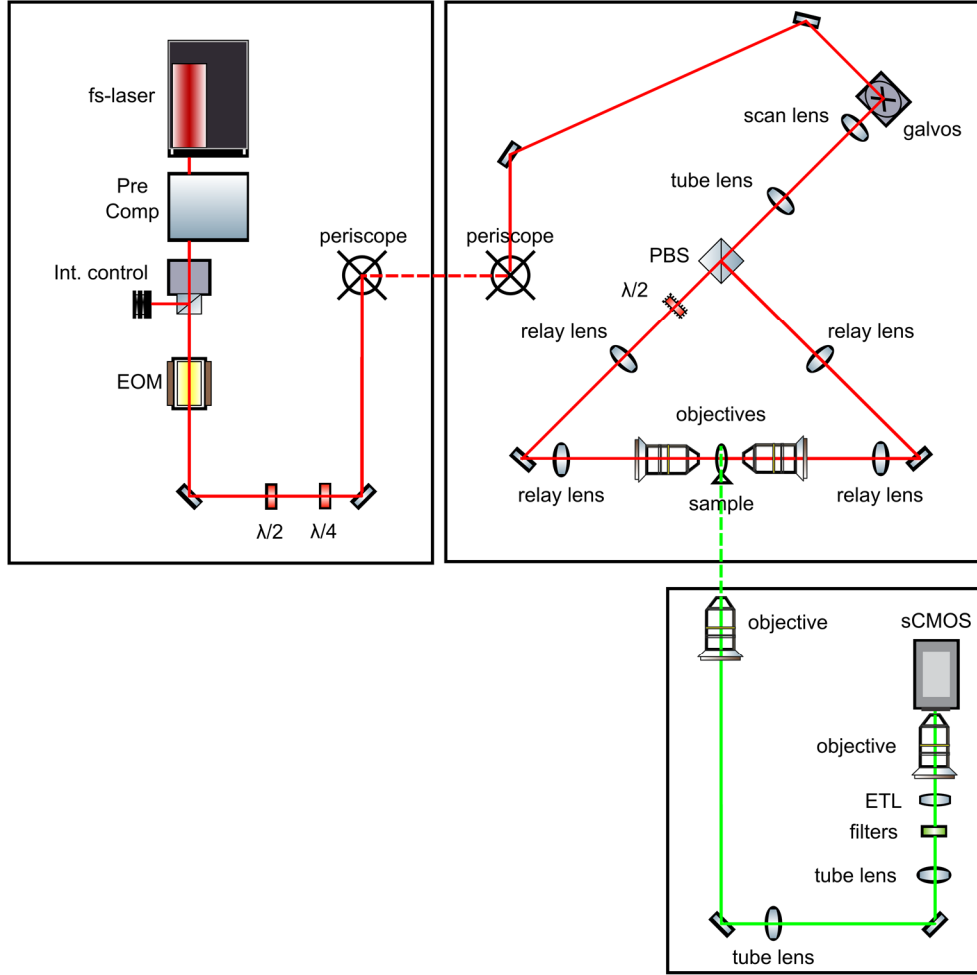 fs-laser
Pre
Comp
Int. control
EOM
λ/2
λ/4
periscope
periscope
scan lens
galvos
tube lens
PBS
λ/2
relay lens
relay lens
objectives
relay lens
sample
relay lens
objective
sCMOS
objective
ETL
filters
tube lens
tube lens